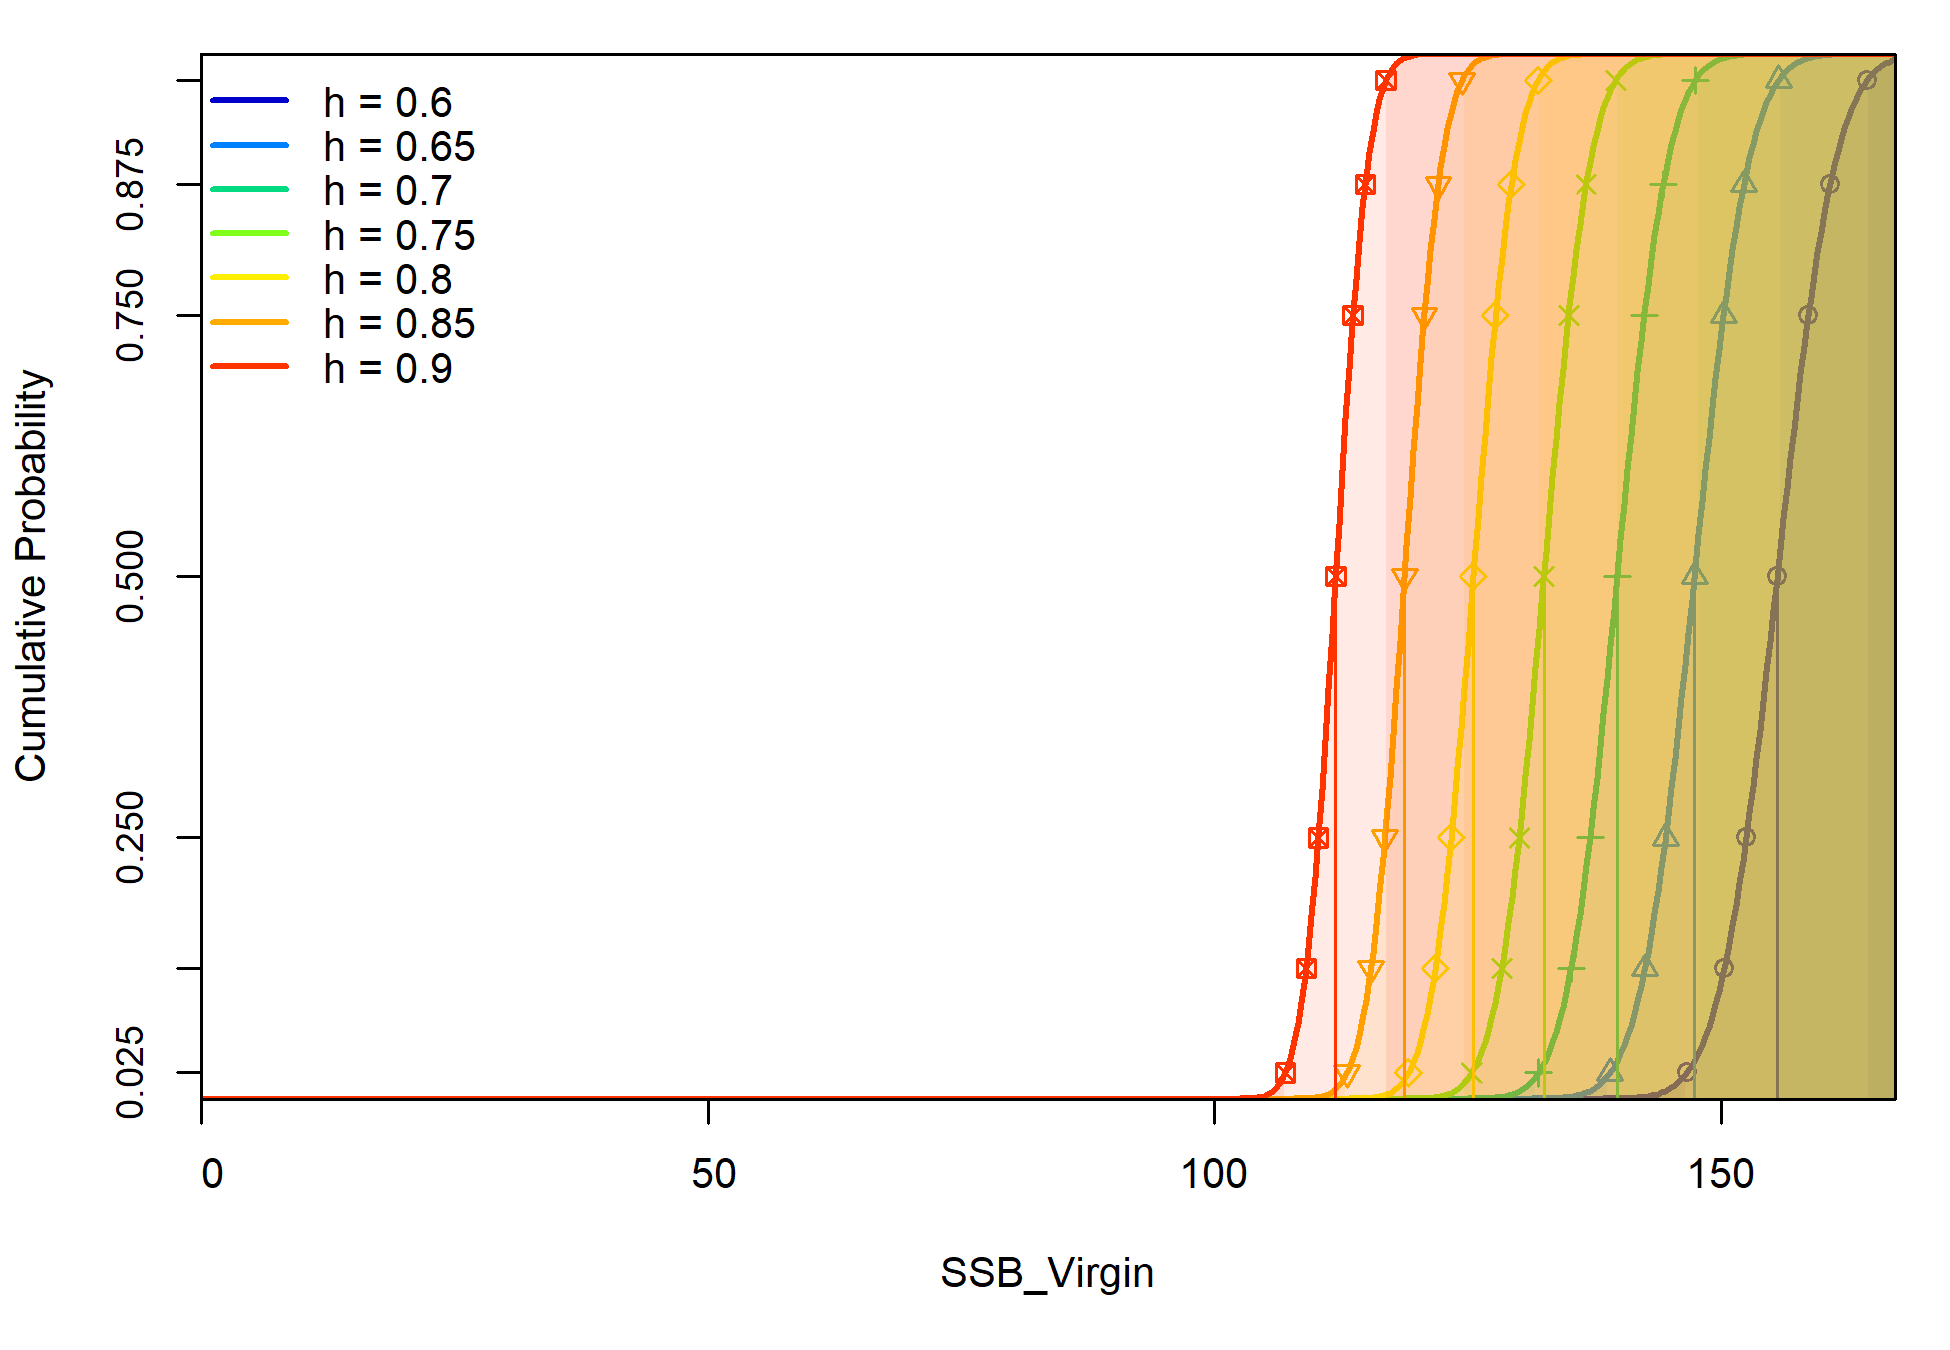 h = 0.6
h = 0.65
h = 0.7
h = 0.75
h = 0.8
h = 0.85
h = 0.9
Cumulative Probability
0.875
0.750
0.500
0.250
0.025
0
50
100
150
SSB_Virgin